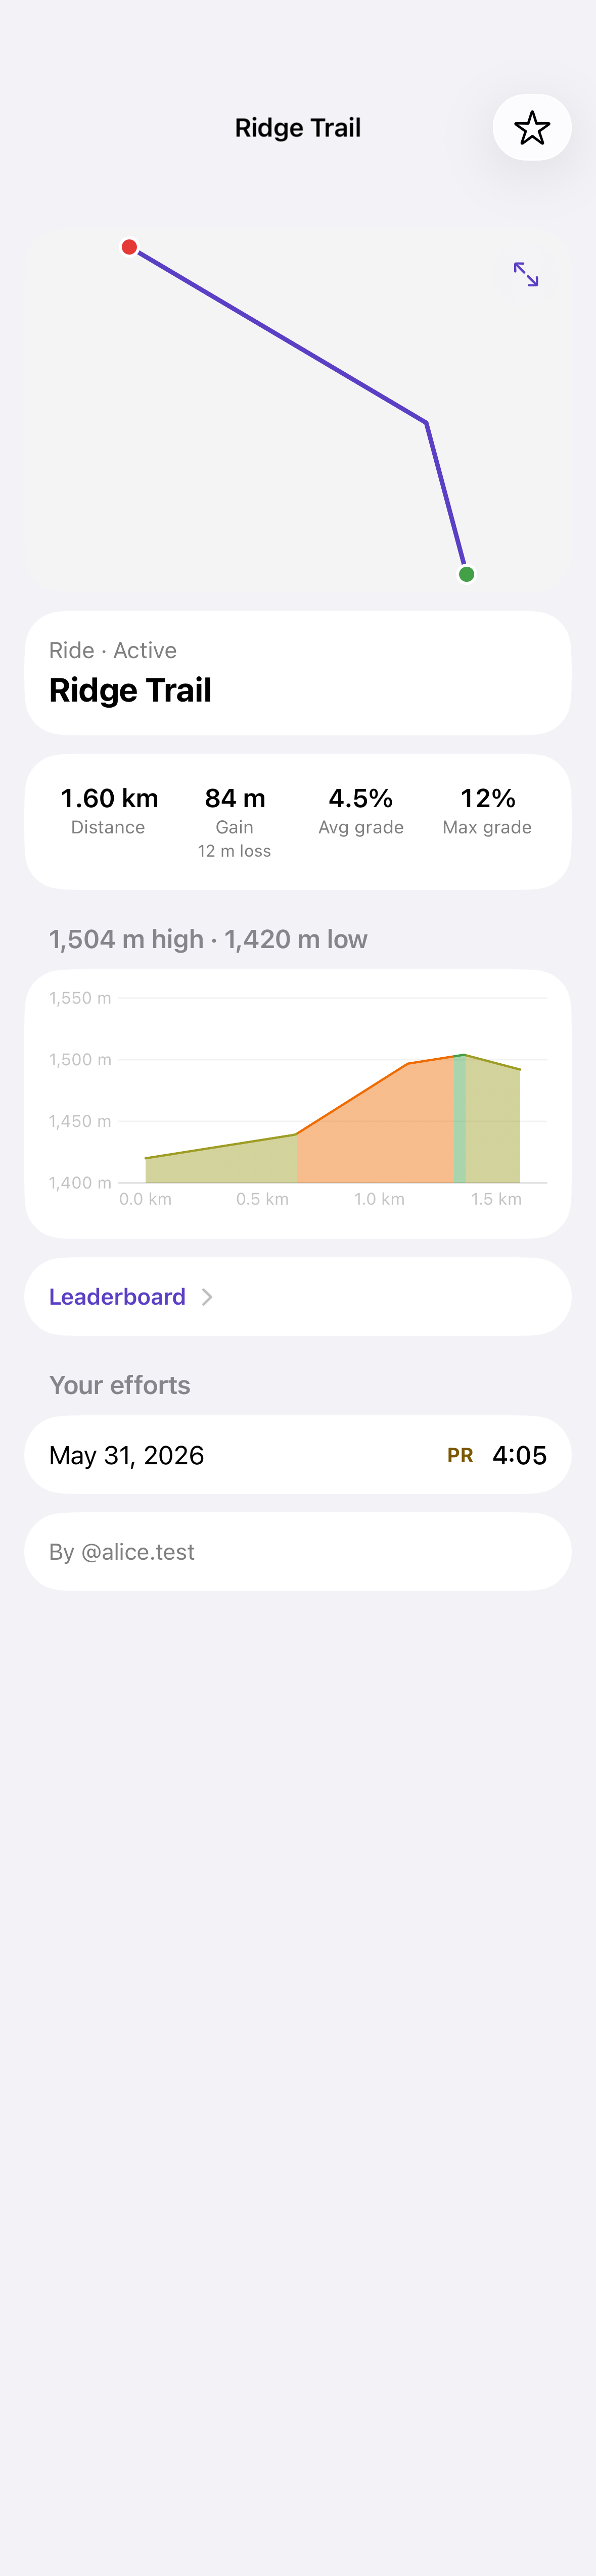 Ridge Trail
Ride · Active
Ridge Trail
1.60 km 84 m 4.5% 12%
Distance Gain Avg grade Max grade
12 m loss
1,504 m high · 1,420 m low
1,550 m
1,500 m
1,450 m
1,400 m
0.0 km 0.5 km 1.0 km 1.5 km
Leaderboard
Your efforts
May 31, 2026 PR 4:05
By @alice.test